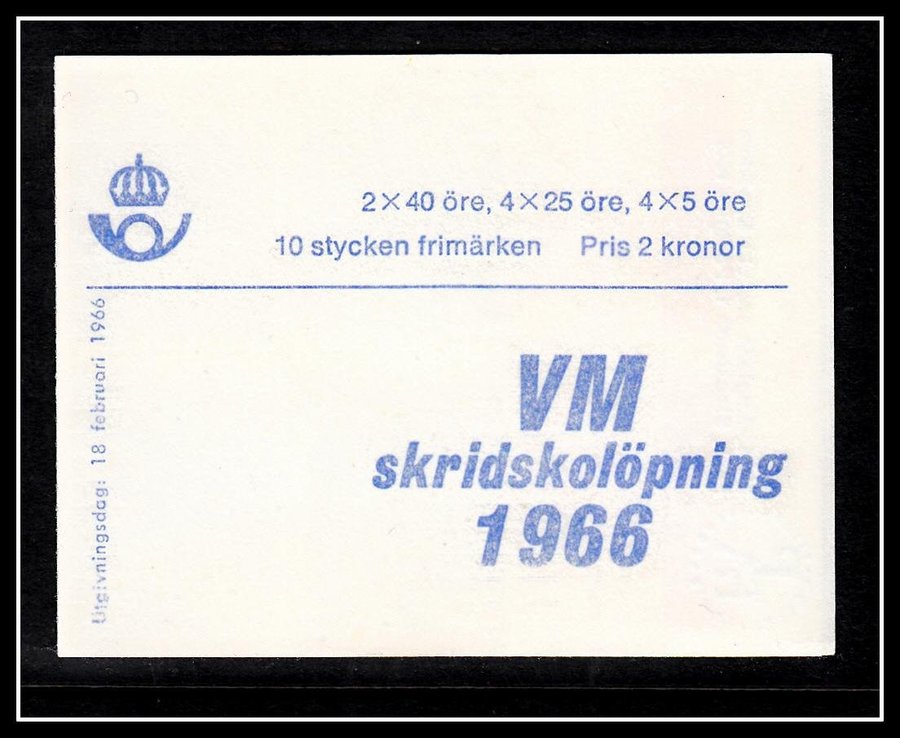 2×40 öre, 4×25 öre, 4×5 öre
10 stycken frimärken Pris 2 kronor
Utgivningsdag: 18 februari 1966
VM
skridskolöpning
1966